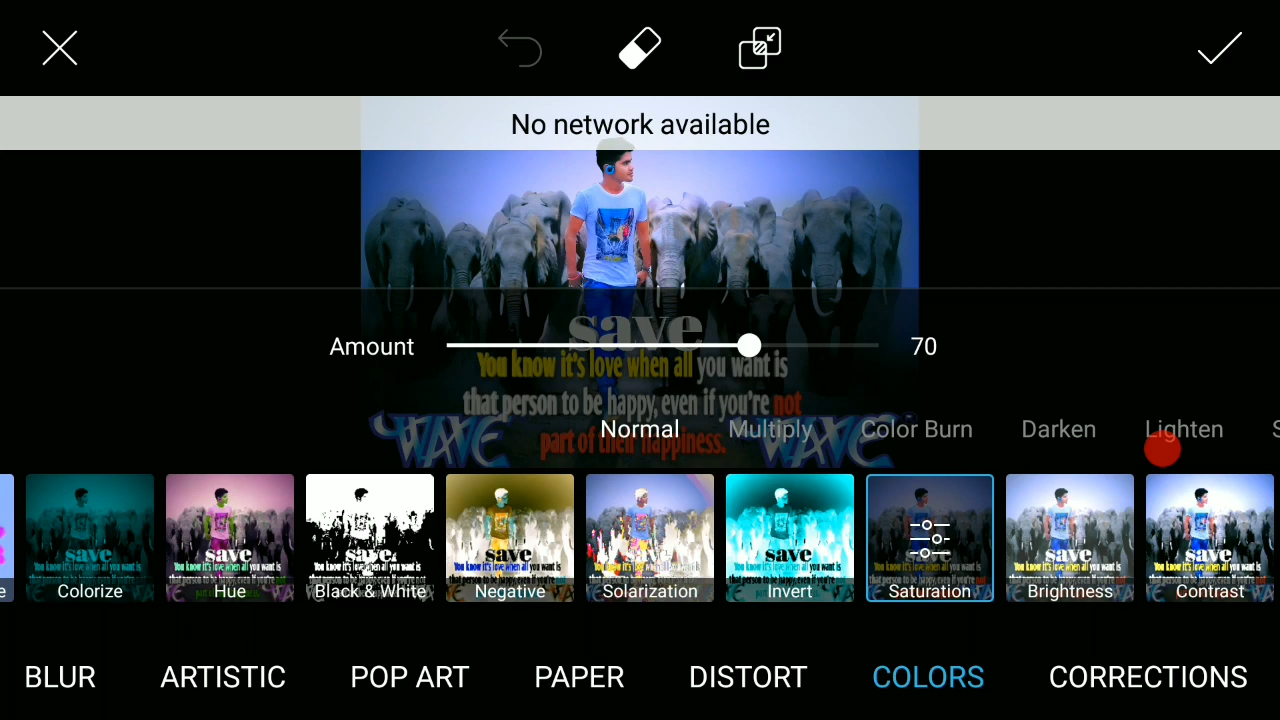 No network available
save
Amount 70
You know it's love when all you want is
that person to be happy, even if you're not
part of their happiness.
WAVE WAVE
Normal Multiply Color Burn Darken Lighten S
e Colorize Hue Black & White Negative Solarization Invert Saturation Brightness Contrast
BLUR ARTISTIC POP ART PAPER DISTORT COLORS CORRECTIONS